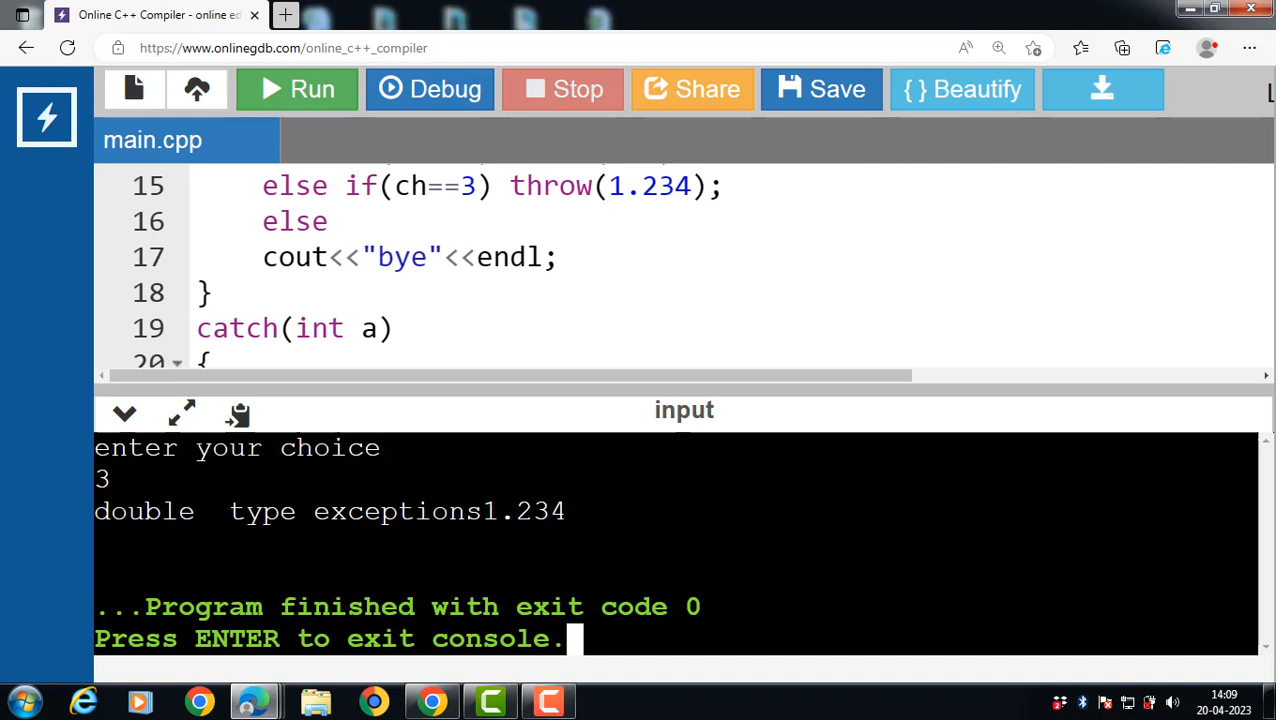 Online C++ Compiler - online ed
https://www.onlinegdb.com/online_c++_compiler
Run
Debug
Stop
Share
Save
{ } Beautify
main.cpp
15 else if(ch==3) throw(1.234);
16 else
17 cout<<"bye"<<endl;
18 }
19 catch(int a)
20 {
input
enter your choice
3
double  type exceptions1.234
...Program finished with exit code 0
Press ENTER to exit console.
14:09
20-04-2023